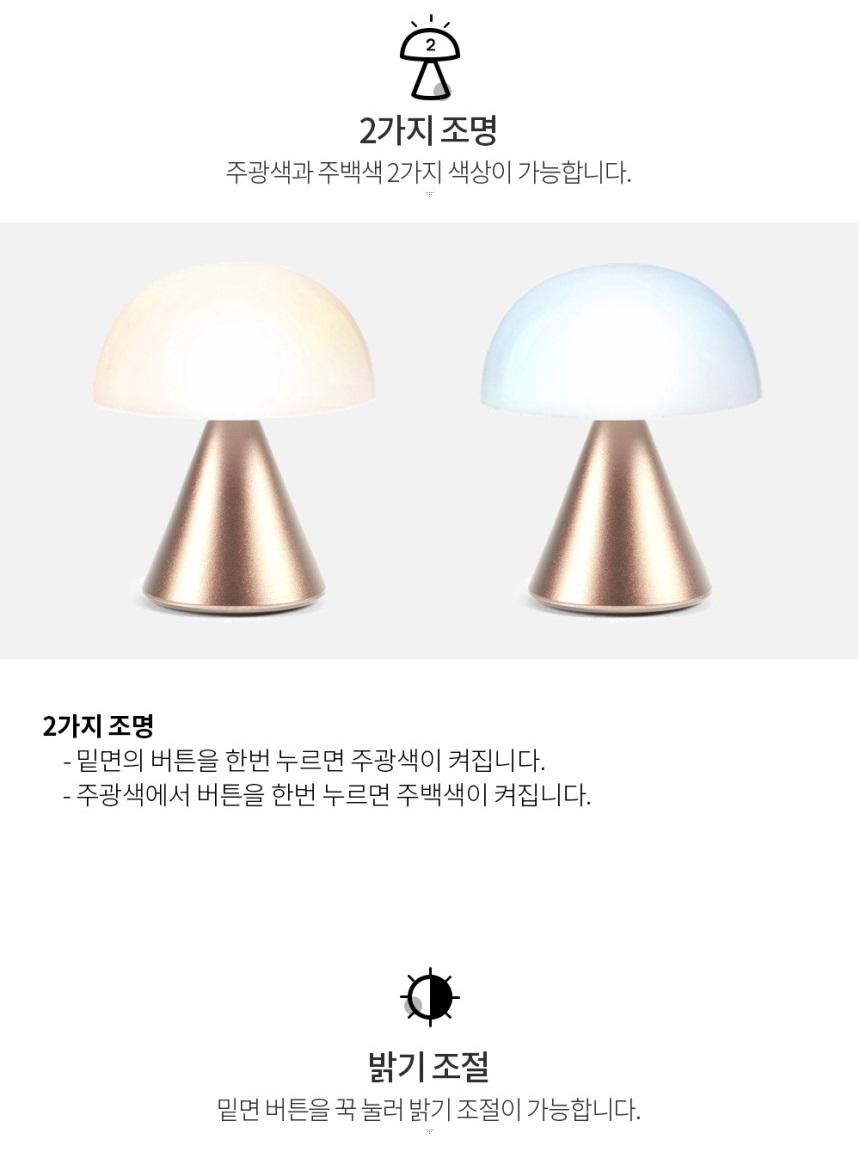 2
2가지 조명
주광색과 주백색 2가지 색상이 가능합니다.
2가지 조명
- 밑면의 버튼을 한번 누르면 주광색이 켜집니다.
- 주광색에서 버튼을 한번 누르면 주백색이 켜집니다.
밝기 조절
밑면 버튼을 꾹 눌러 밝기 조절이 가능합니다.